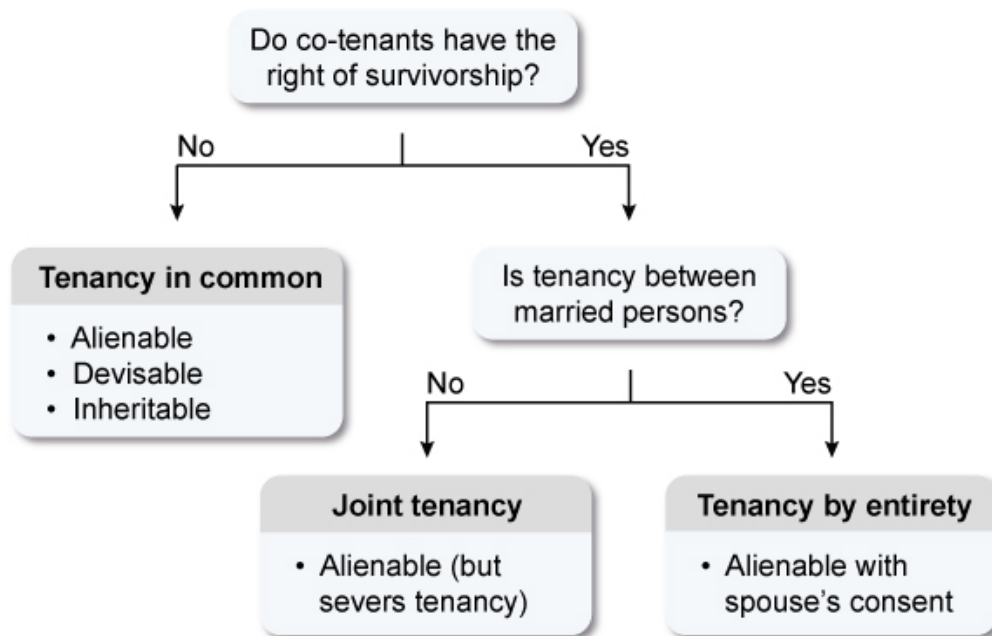 Do co-tenants have the
right of survivorship?
No
Yes
Tenancy in common
• Alienable
• Devisable
• Inheritable
Is tenancy between
married persons?
No
Yes
Joint tenancy
• Alienable (but
severs tenancy)
Tenancy by entirety
• Alienable with
spouse's consent